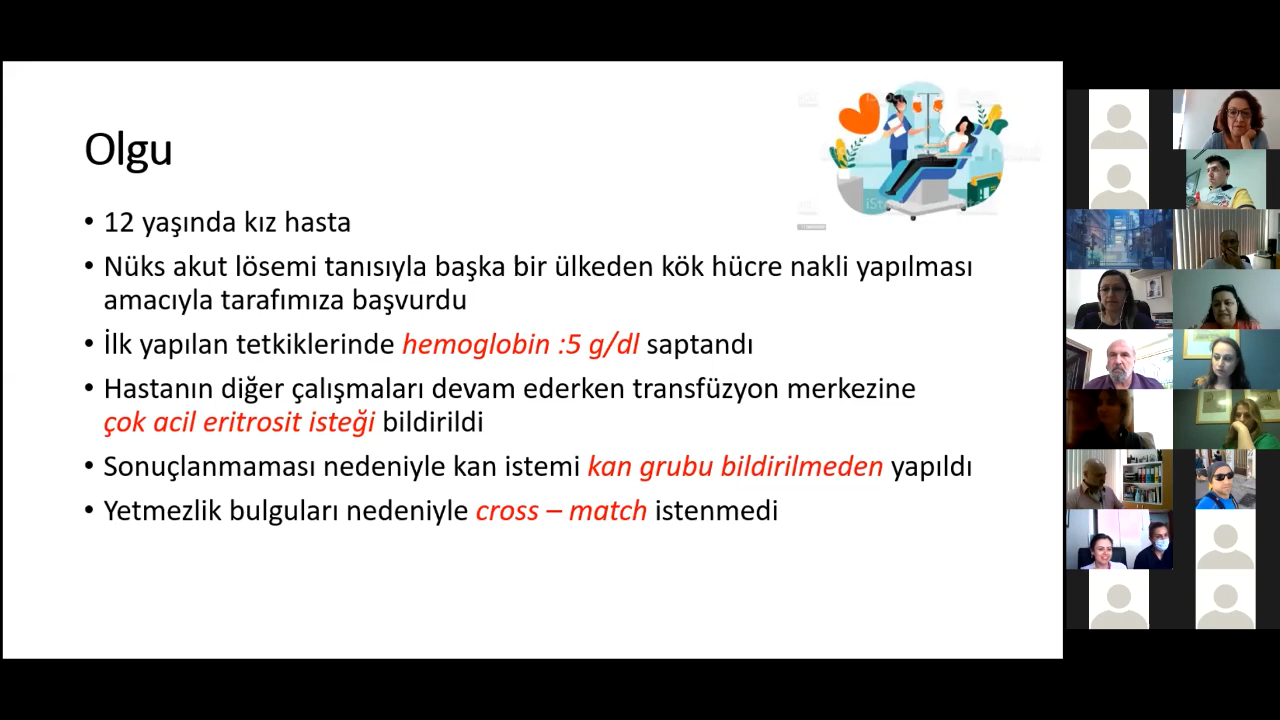 Olgu
• 12 yaşında kız hasta
• Nüks akut lösemi tanısıyla başka bir ülkeden kök hücre nakli yapılması
amacıyla tarafımıza başvurdu
• İlk yapılan tetkiklerinde hemoglobin :5 g/dl saptandı
• Hastanın diğer çalışmaları devam ederken transfüzyon merkezine
çok acil eritrosit isteği bildirildi
• Sonuçlanmaması nedeniyle kan istemi kan grubu bildirilmeden yapıldı
• Yetmezlik bulguları nedeniyle cross – match istenmedi